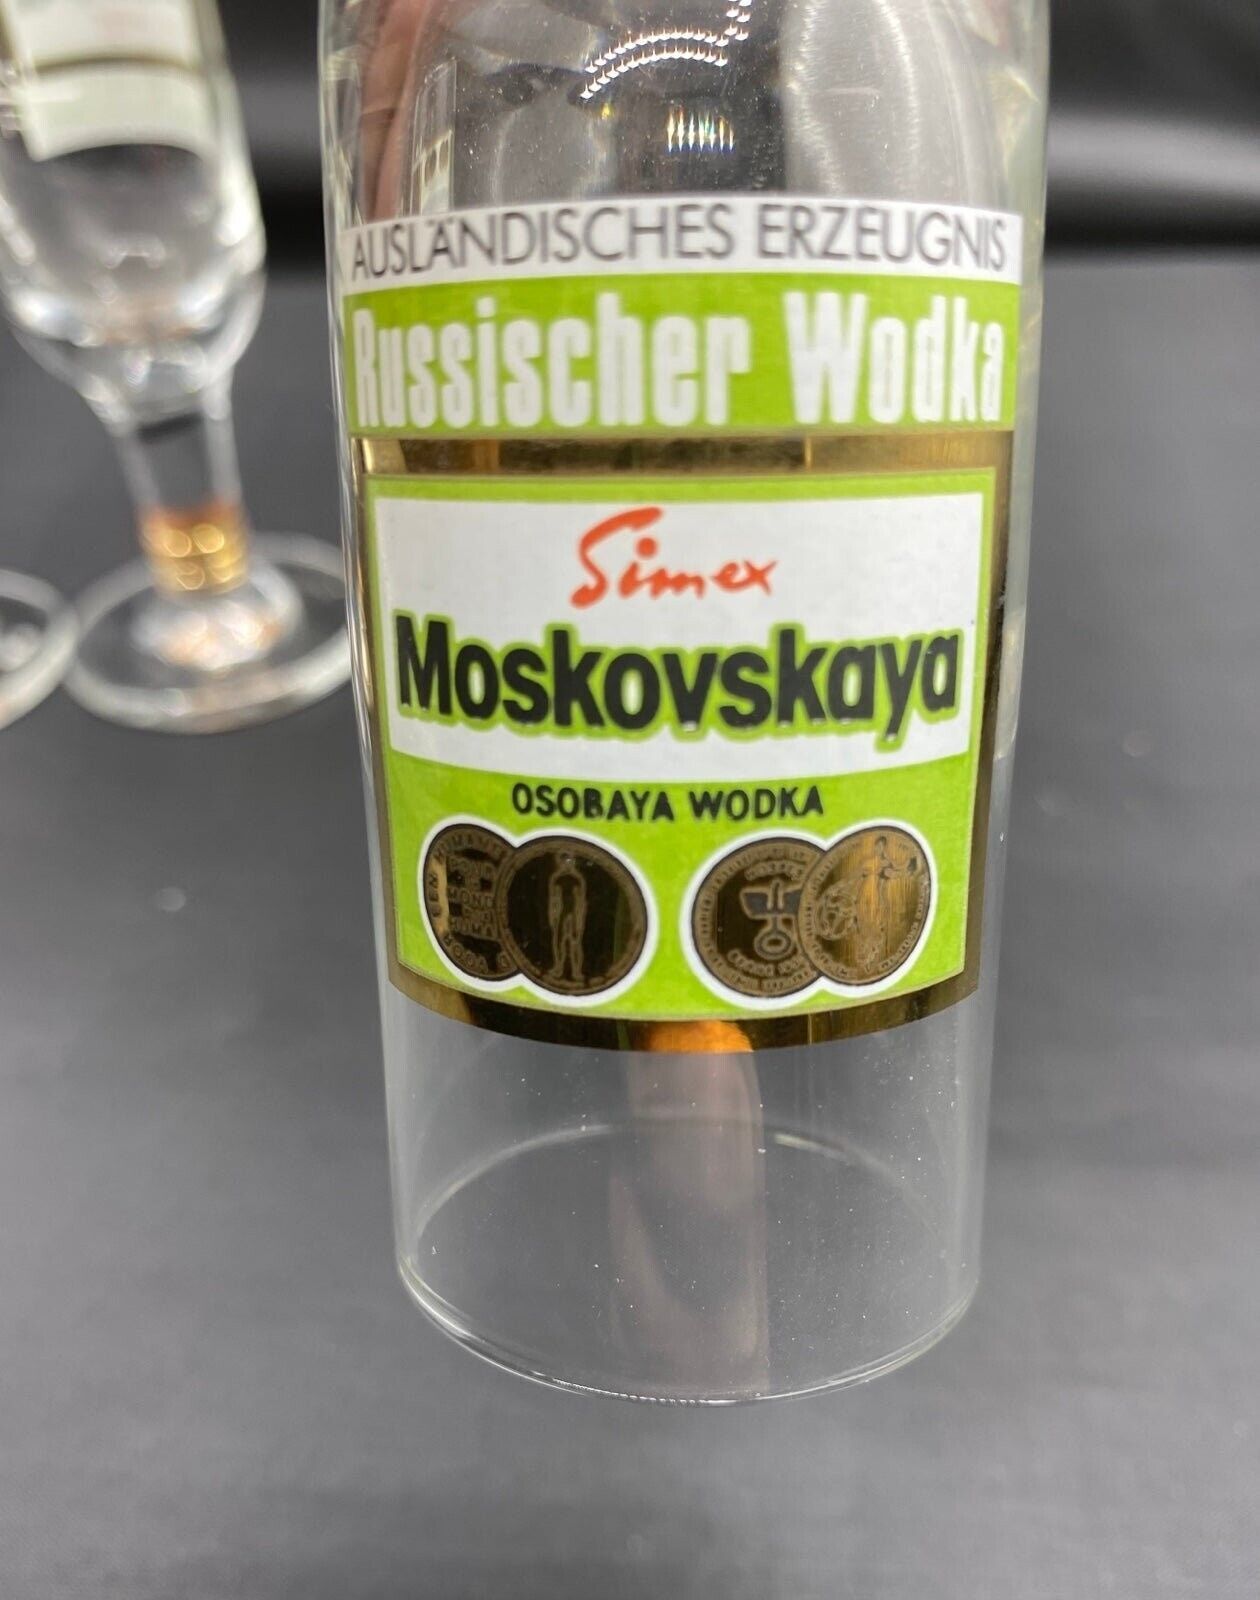 AUSLÄNDISCHES ERZEUGNIS
Russischer Wodka
Simex
Moskovskaya
OSOBAYA WODKA